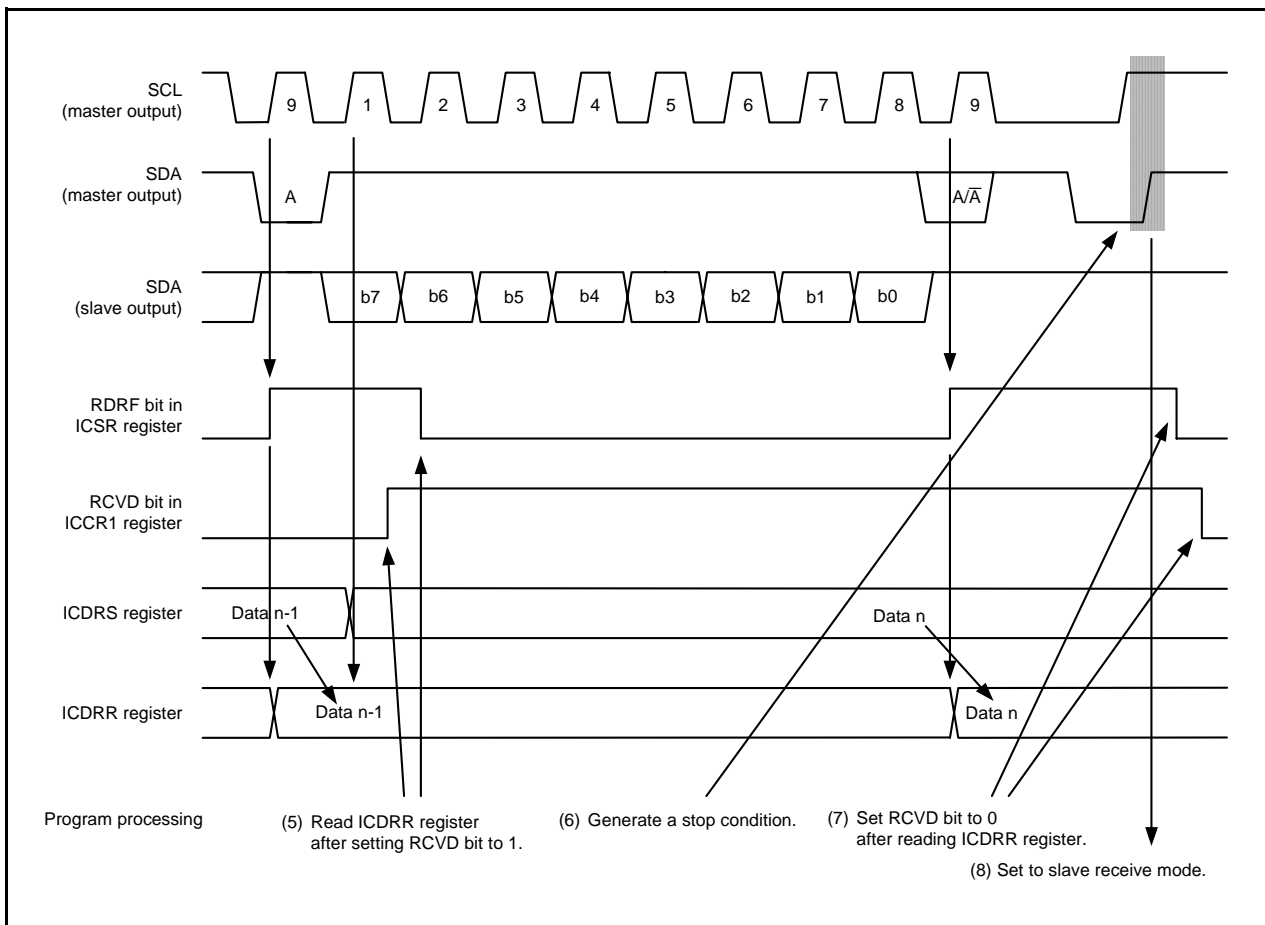 SCL
(master output)
9 1 2 3 4 5 6 7 8 9
SDA
(master output)
A A/A̅
SDA
(slave output)
b7 b6 b5 b4 b3 b2 b1 b0
RDRF bit in
ICSR register
RCVD bit in
ICCR1 register
ICDRS register
Data n-1 Data n
ICDRR register
Data n-1 Data n
Program processing
(5) Read ICDRR register
after setting RCVD bit to 1.
(6) Generate a stop condition.
(7) Set RCVD bit to 0
after reading ICDRR register.
(8) Set to slave receive mode.